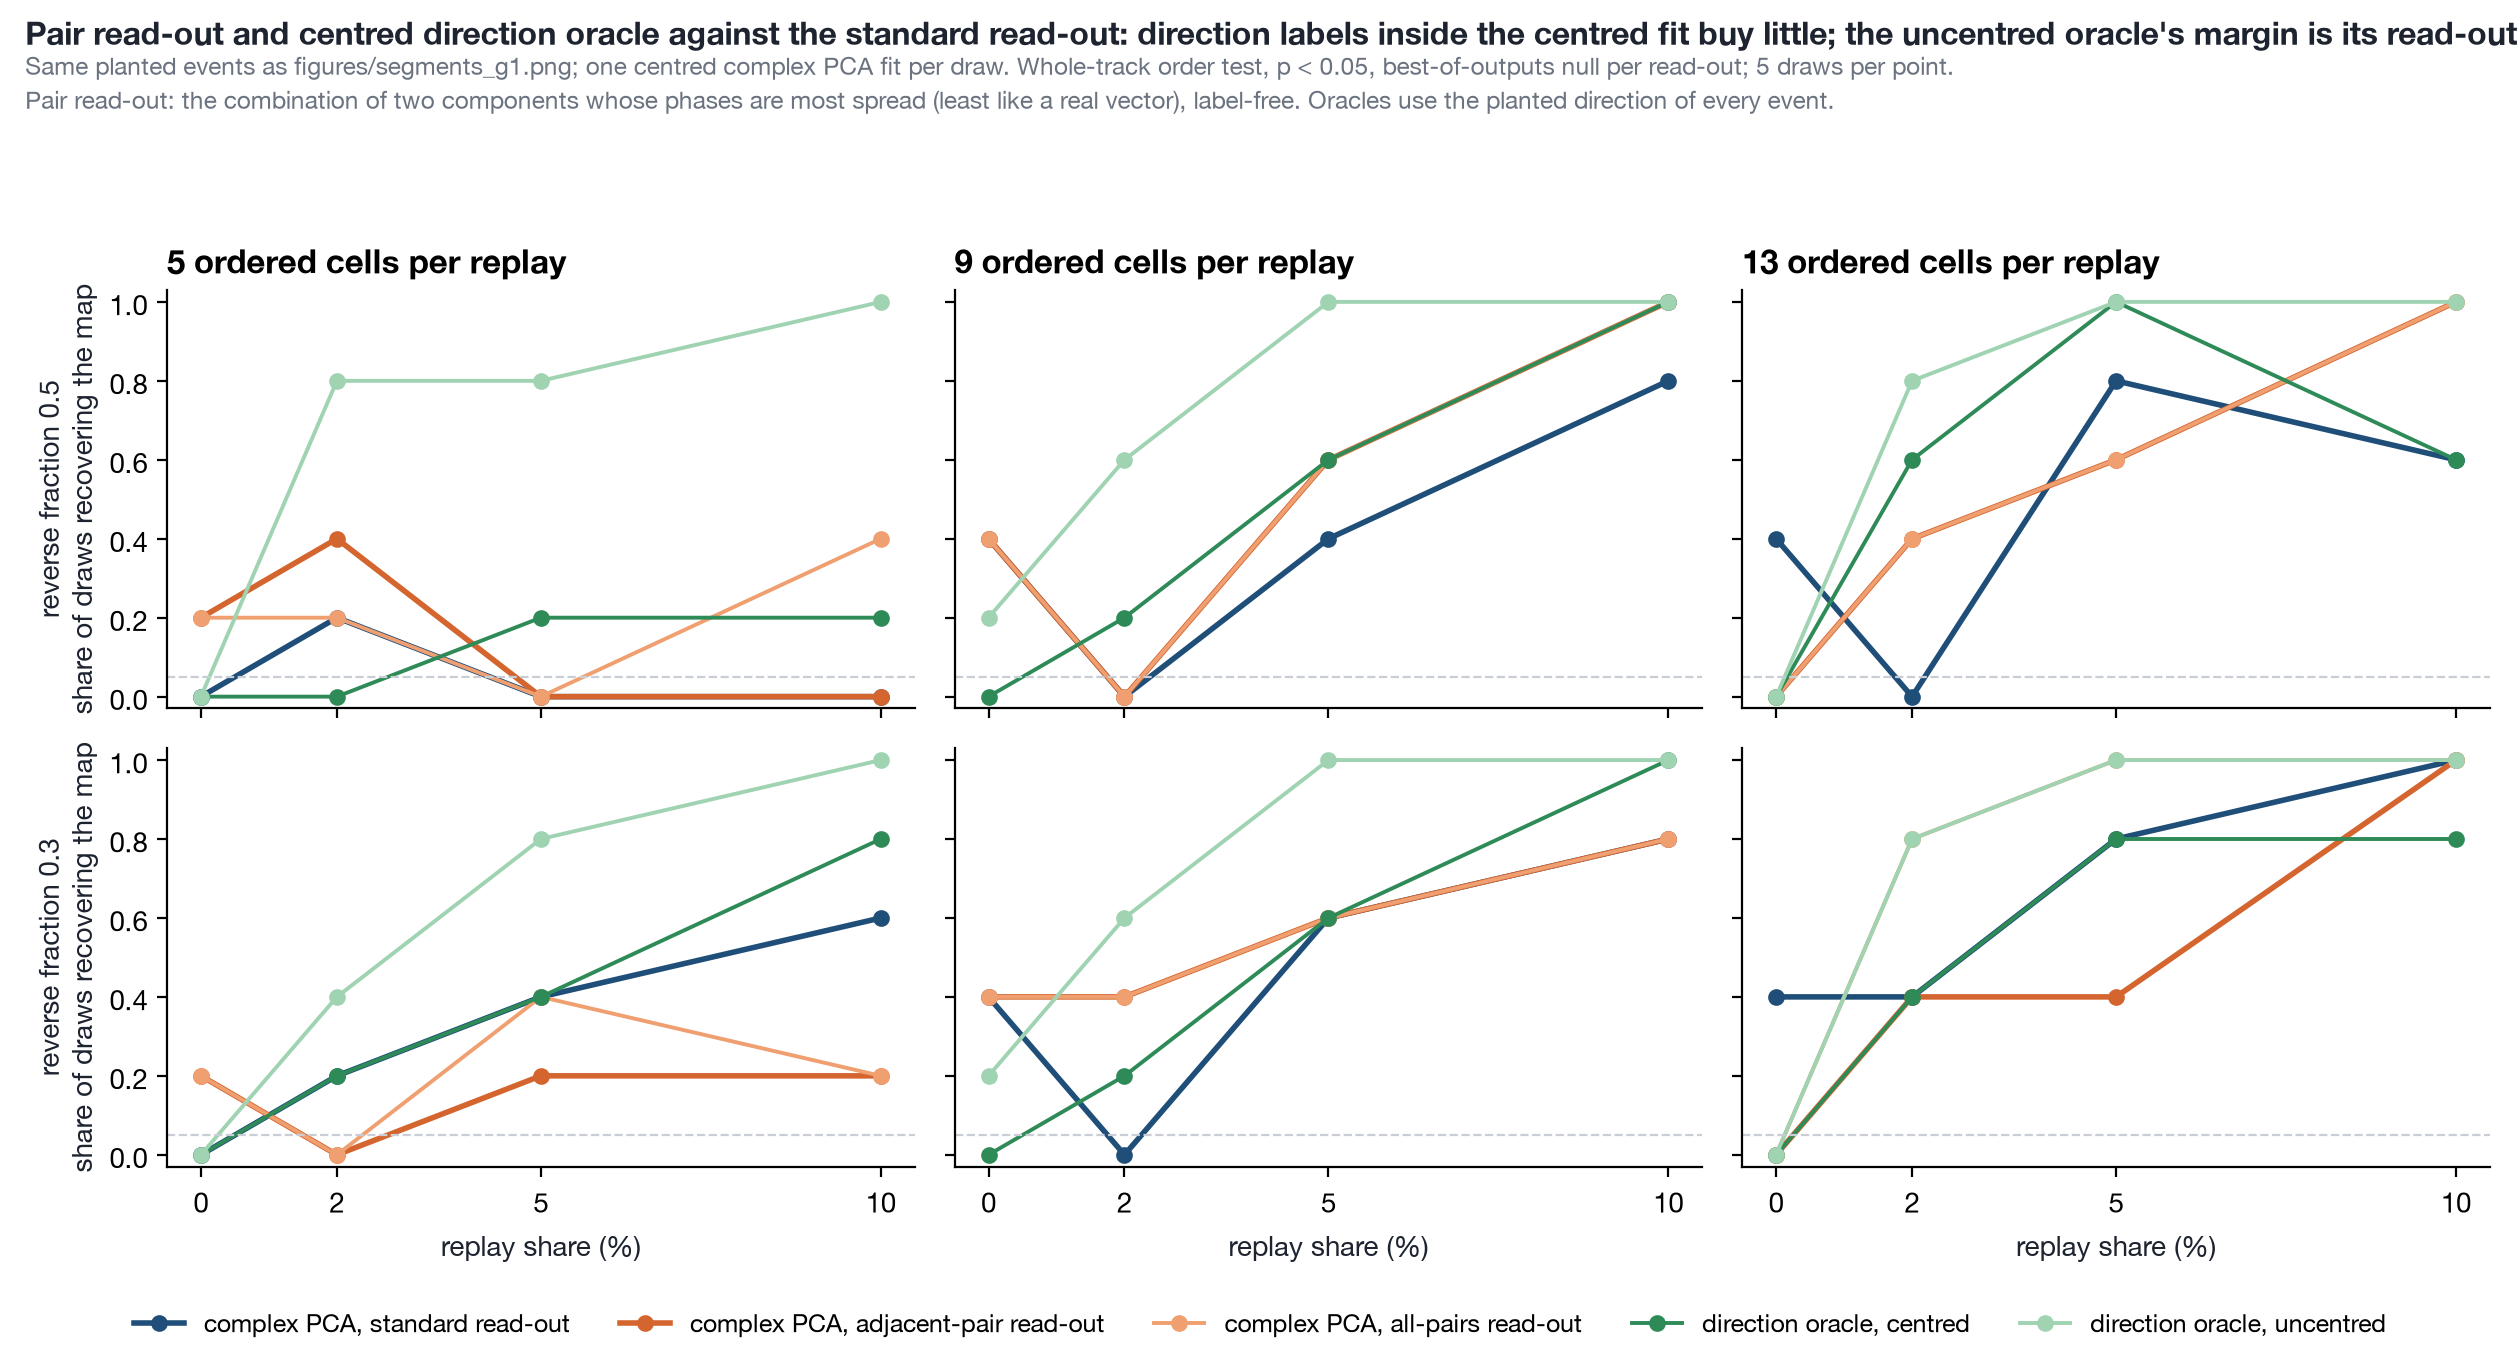 Pair read-out and centred direction oracle against the standard read-out: direction labels inside the centred fit buy little; the uncentred oracle's margin is its read-out
Same planted events as figures/segments_g1.png; one centred complex PCA fit per draw. Whole-track order test, p < 0.05, best-of-outputs null per read-out; 5 draws per point.
Pair read-out: the combination of two components whose phases are most spread (least like a real vector), label-free. Oracles use the planted direction of every event.
5 ordered cells per replay
9 ordered cells per replay
13 ordered cells per replay
reverse fraction 0.5
share of draws recovering the map
1.0
0.8
0.6
0.4
0.2
0.0
reverse fraction 0.3
share of draws recovering the map
1.0
0.8
0.6
0.4
0.2
0.0
0 2 5 10
0 2 5 10
0 2 5 10
replay share (%)
replay share (%)
replay share (%)
complex PCA, standard read-out
complex PCA, adjacent-pair read-out
complex PCA, all-pairs read-out
direction oracle, centred
direction oracle, uncentred